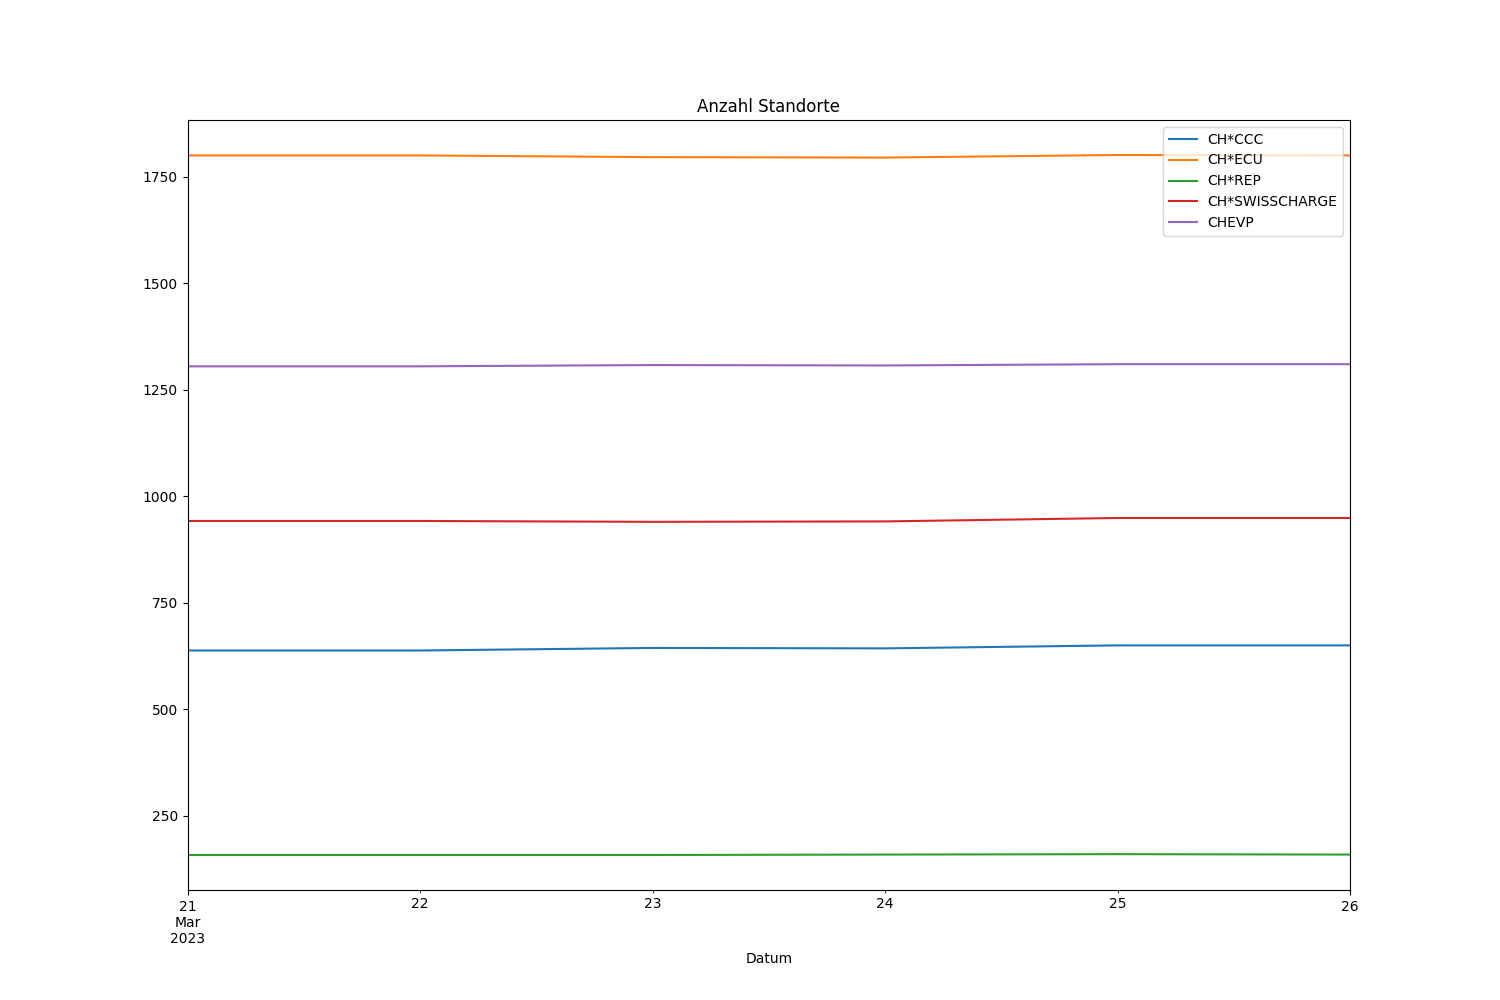 Anzahl Standorte
CH*CCC
CH*ECU
CH*REP
CH*SWISSCHARGE
CHEVP
1750
1500
1250
1000
750
500
250
21 22 23 24 25 26
Mar
2023
Datum